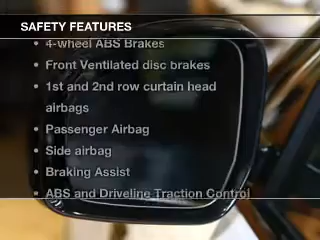 SAFETY FEATURES
• 4-wheel ABS Brakes
• Front Ventilated disc brakes
• 1st and 2nd row curtain head
airbags
• Passenger Airbag
• Side airbag
• Braking Assist
• ABS and Driveline Traction Control